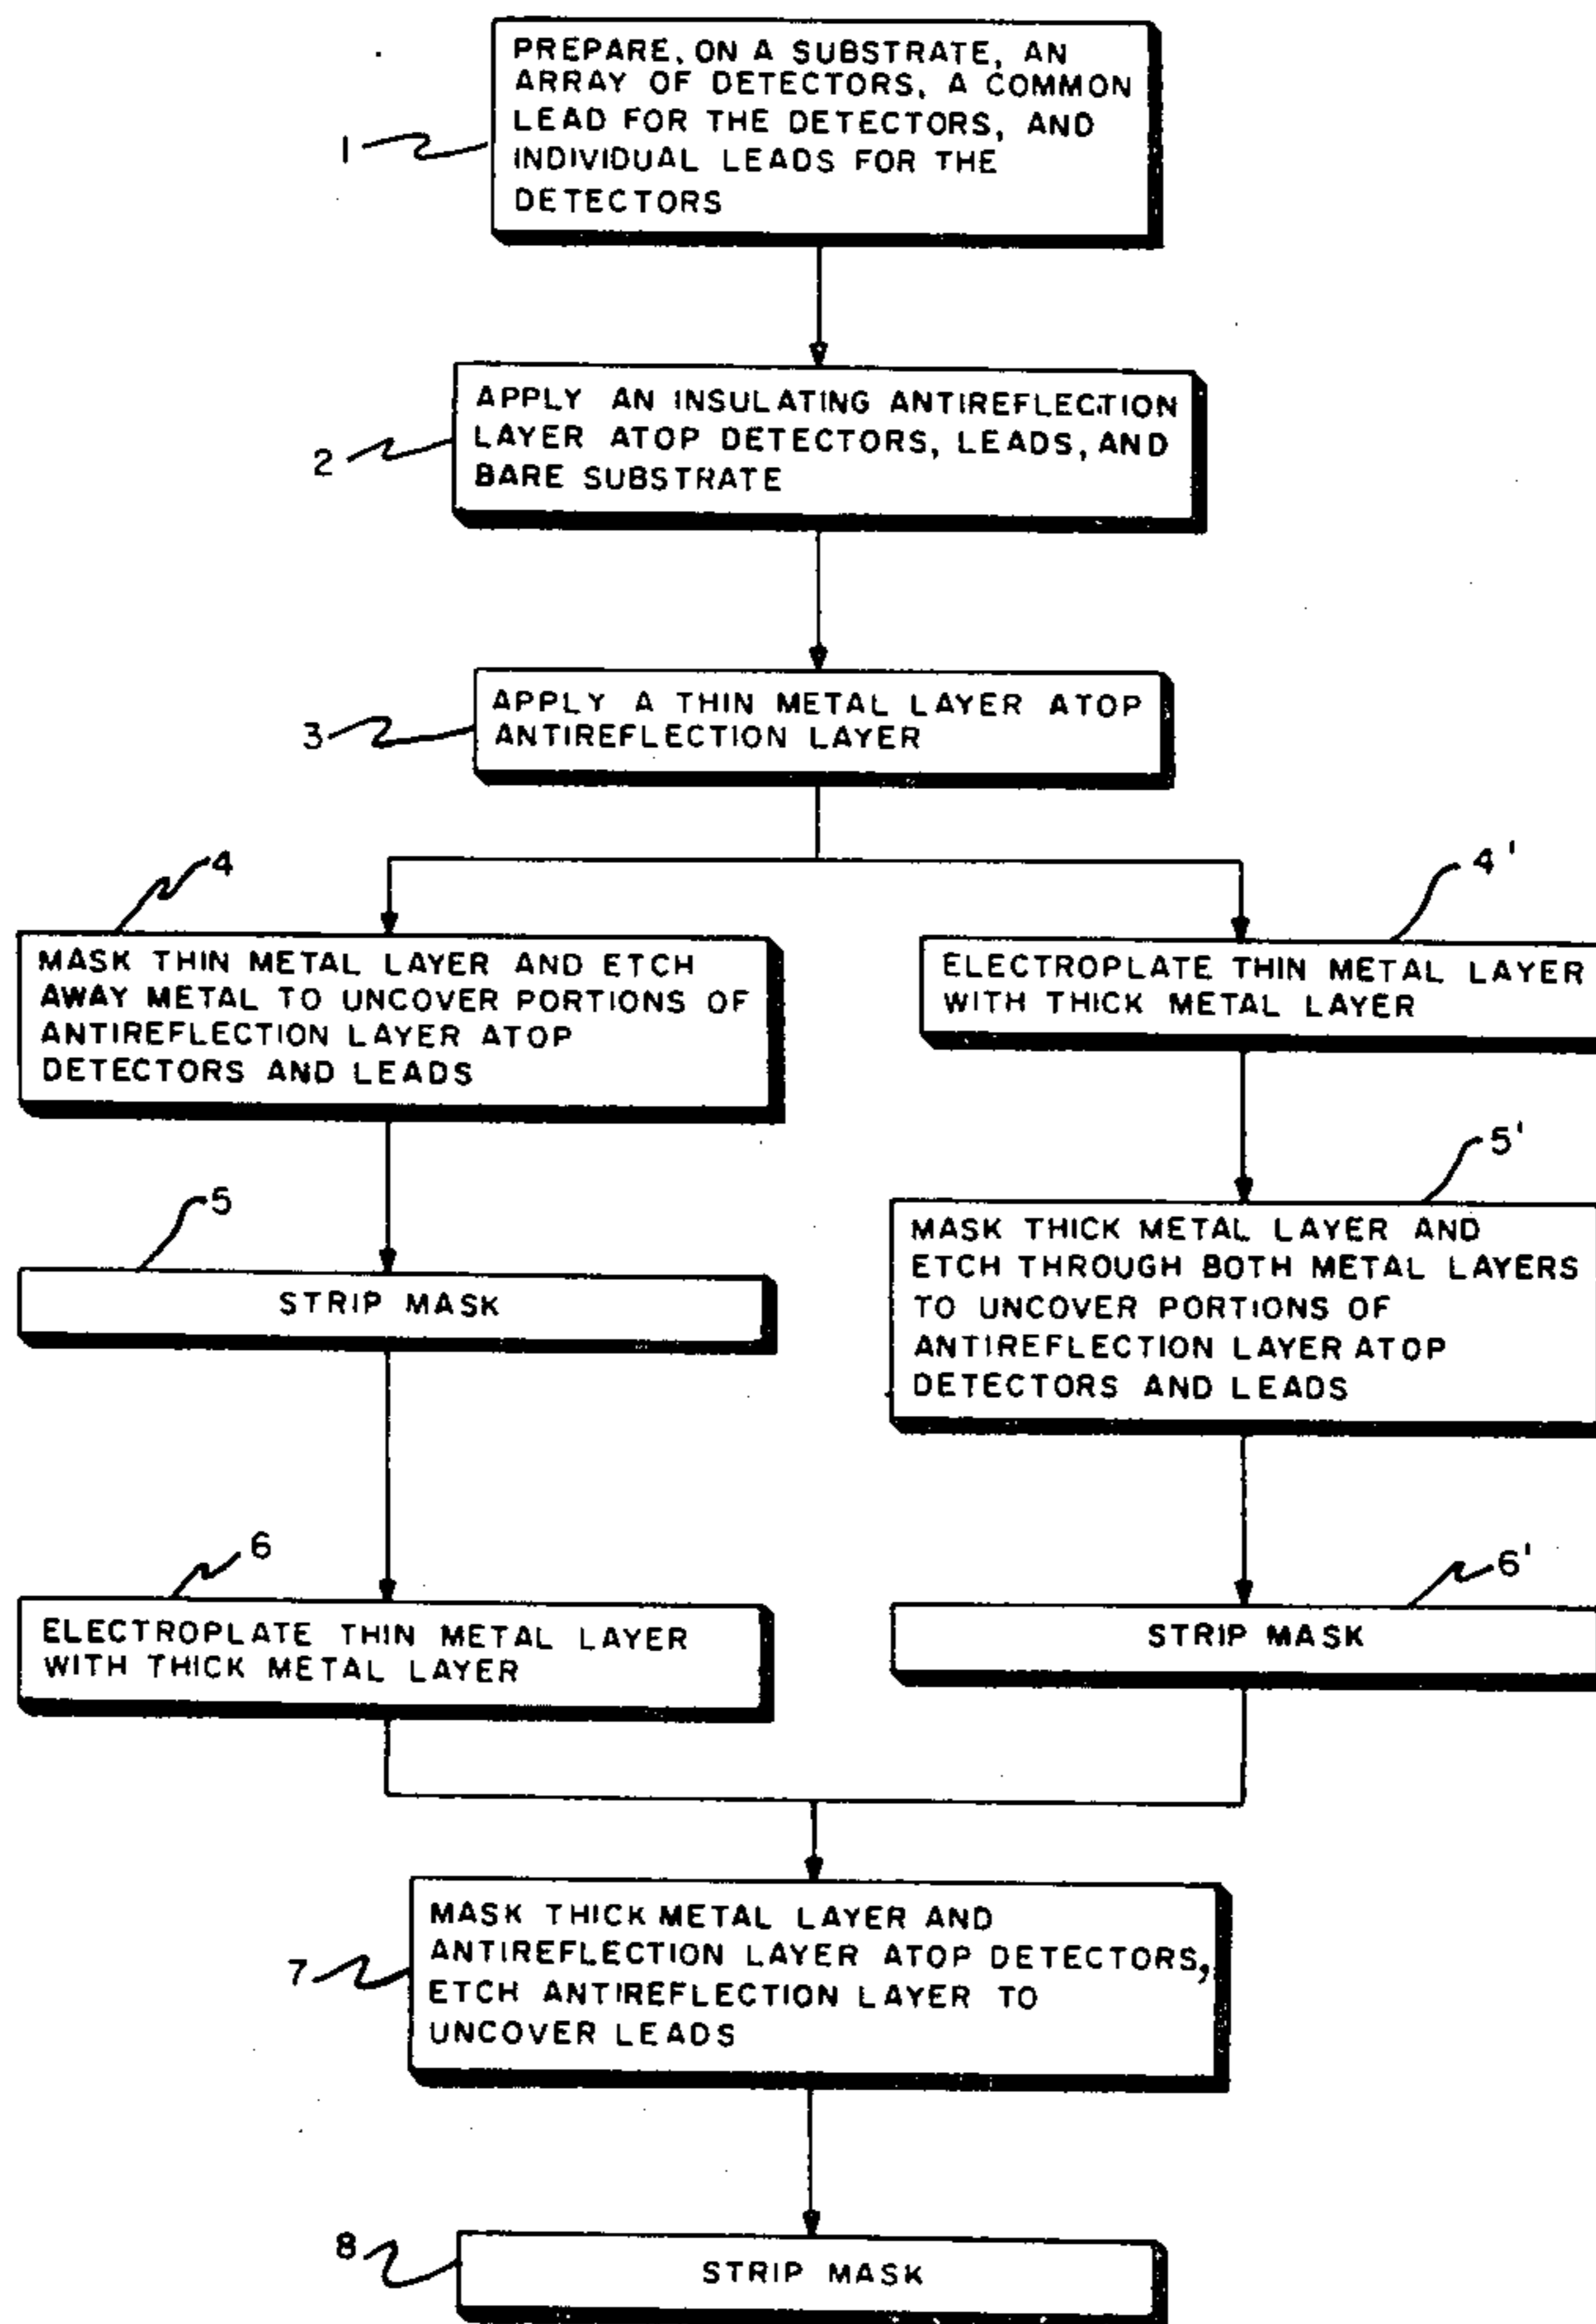 PREPARE, ON A SUBSTRATE, AN
ARRAY OF DETECTORS, A COMMON
LEAD FOR THE DETECTORS, AND
INDIVIDUAL LEADS FOR THE
DETECTORS
1
APPLY AN INSULATING ANTIREFLECTION
LAYER ATOP DETECTORS, LEADS, AND
BARE SUBSTRATE
2
APPLY A THIN METAL LAYER ATOP
ANTIREFLECTION LAYER
3
4
MASK THIN METAL LAYER AND ETCH
AWAY METAL TO UNCOVER PORTIONS OF
ANTIREFLECTION LAYER ATOP
DETECTORS AND LEADS
5
STRIP MASK
6
ELECTROPLATE THIN METAL LAYER
WITH THICK METAL LAYER
4'
ELECTROPLATE THIN METAL LAYER
WITH THICK METAL LAYER
5'
MASK THICK METAL LAYER AND
ETCH THROUGH BOTH METAL LAYERS
TO UNCOVER PORTIONS OF
ANTIREFLECTION LAYER ATOP
DETECTORS AND LEADS
6'
STRIP MASK
7
MASK THICK METAL LAYER AND
ANTIREFLECTION LAYER ATOP DETECTORS,
ETCH ANTIREFLECTION LAYER TO
UNCOVER LEADS
8
STRIP MASK